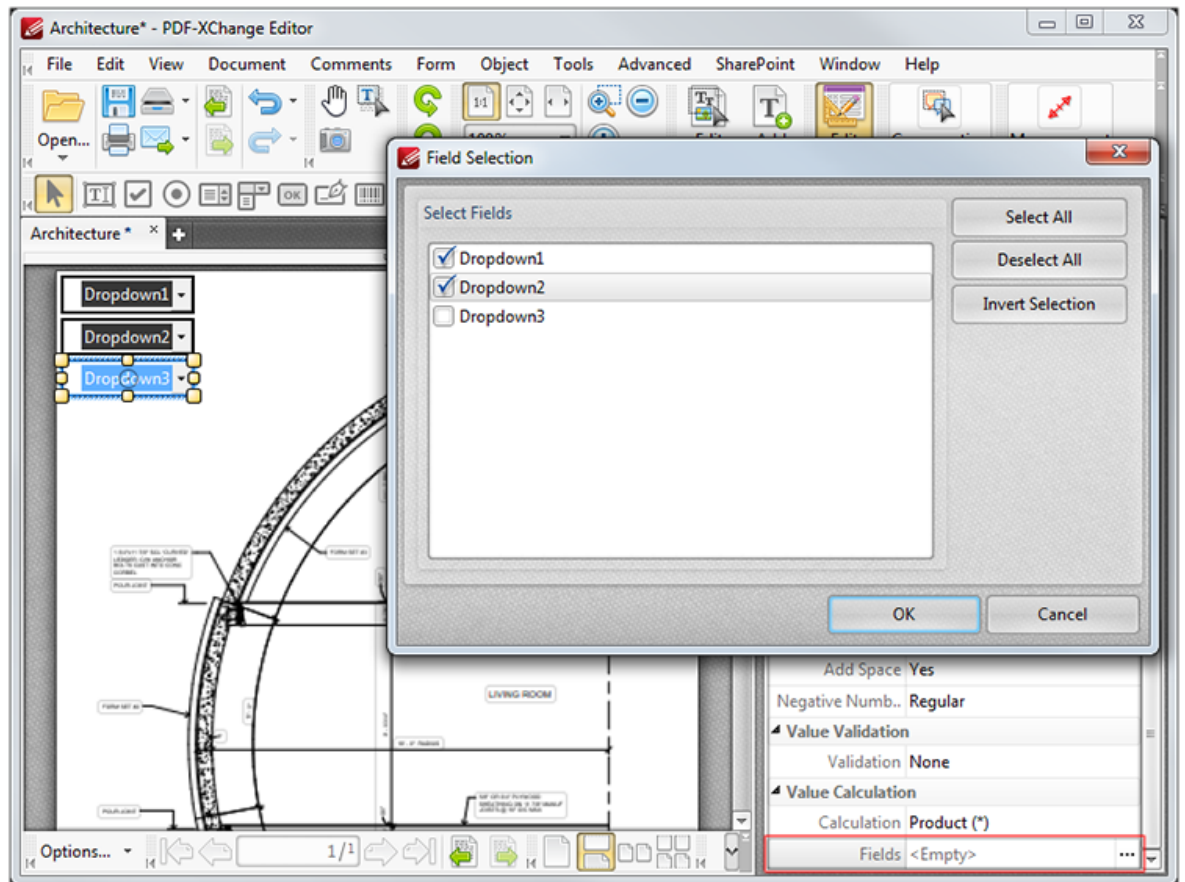 Architecture* - PDF-XChange Editor
File Edit View Document Comments Form Object Tools Advanced SharePoint Window Help
Open...
Field Selection
Select Fields
Dropdown1
Dropdown2
Dropdown3
Select All
Deselect All
Invert Selection
OK Cancel
Architecture *
Dropdown1
Dropdown2
Dropdown3
LIVING ROOM
Add Space Yes
Negative Numb.. Regular
Value Validation
Validation None
Value Calculation
Calculation Product (*)
Fields <Empty> ...
Options... 1/1